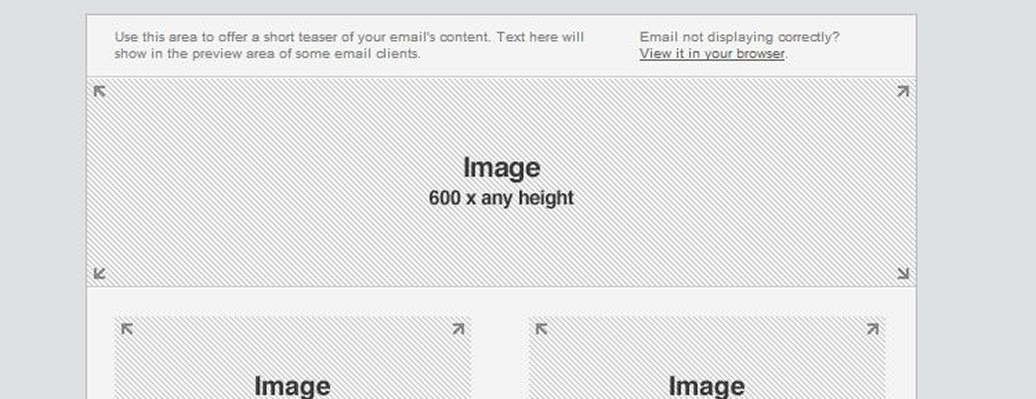 Use this area to offer a short teaser of your email's content. Text here will
show in the preview area of some email clients.
Email not displaying correctly?
View it in your browser.
Image
600 x any height
Image
Image